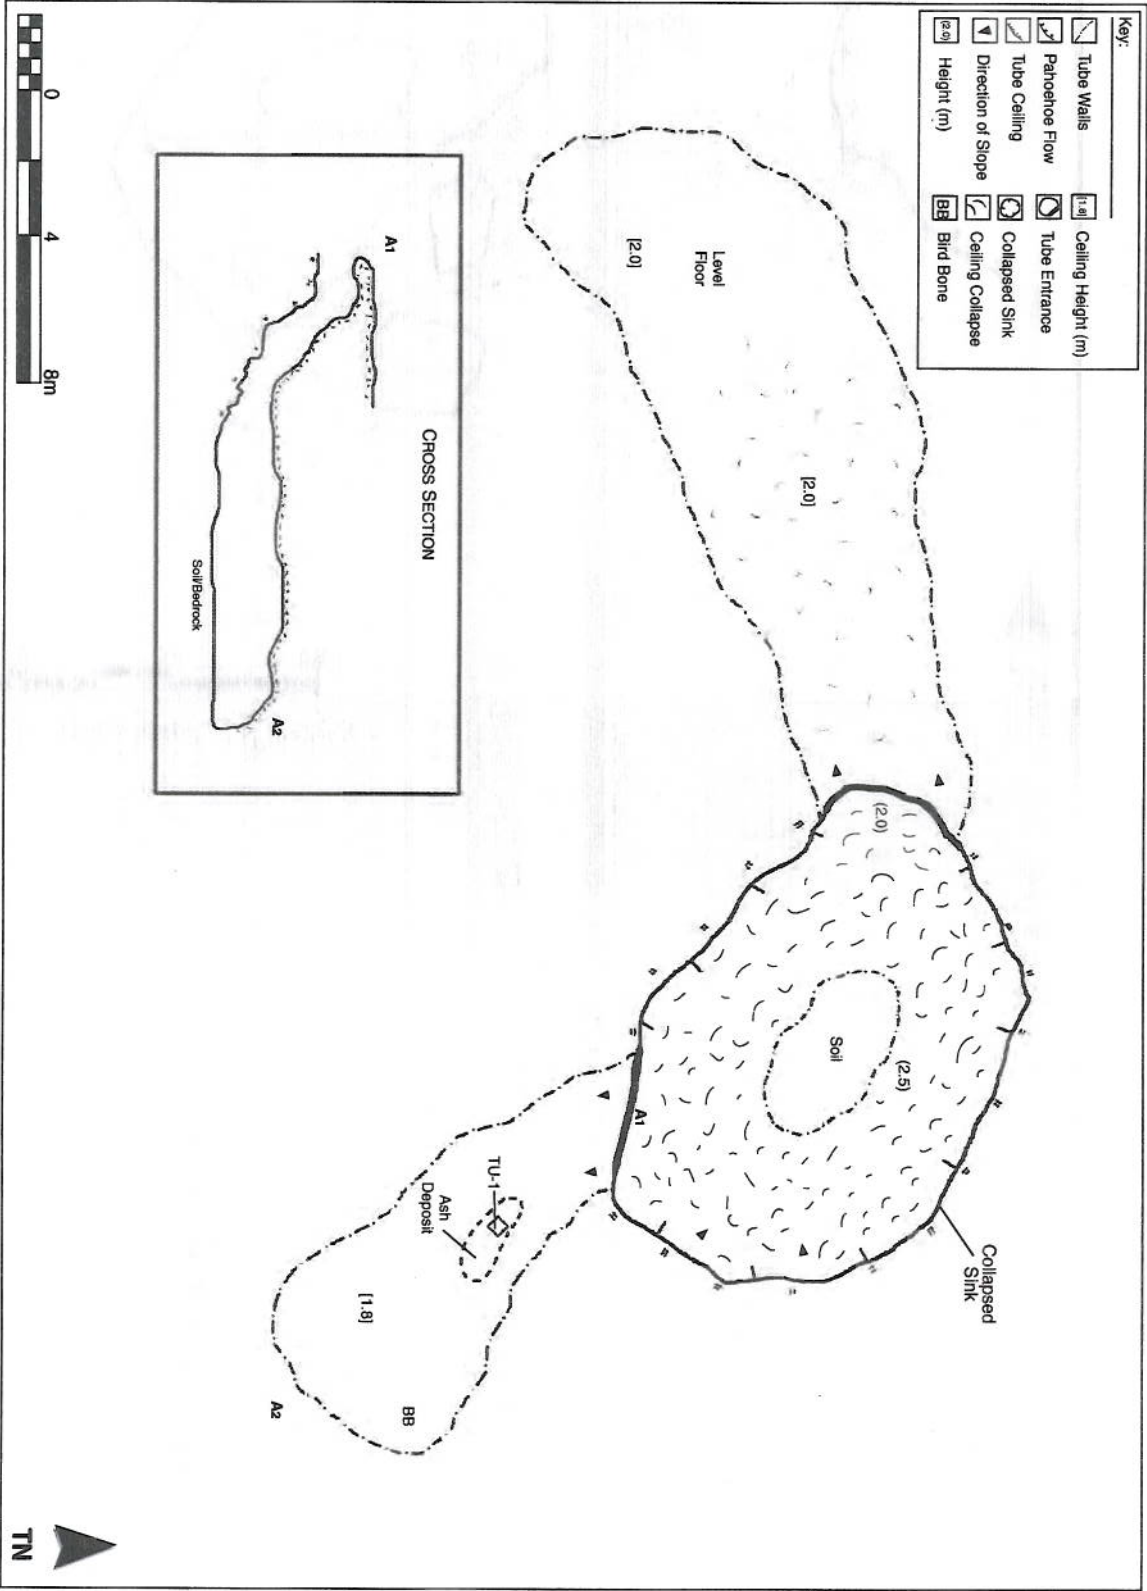 Key:
Tube Walls
Pahoehoe Flow
Tube Ceiling
Direction of Slope
(2.0) Height (m)
[1.8] Ceiling Height (m)
Tube Entrance
Collapsed Sink
Ceiling Collapse
BB Bird Bone
Level
Floor
[2.0]
[2.0]
(2.0)
Soil
(2.5)
Collapsed
Sink
A1
TU-1
Ash
Deposit
[1.8]
BB
A2
CROSS SECTION
A1
A2
Soil/Bedrock
0 4 8m
TN